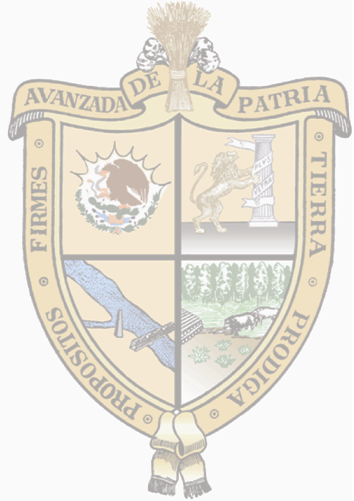 AVANZADA DE LA PATRIA
FIRMES PROPOSITOS
TIERRA PRODIGA